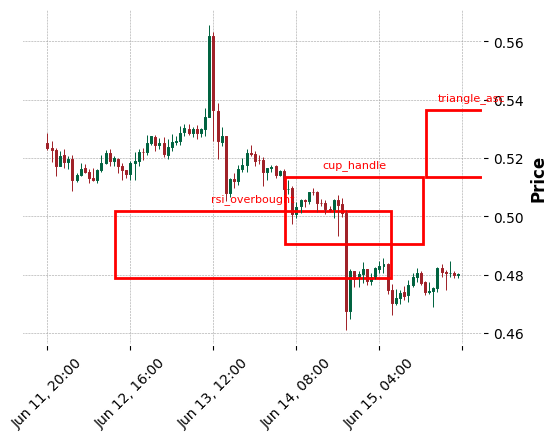 0.56
triangle_asc
0.54
cup_handle
0.52
rsi_overbought
0.50
0.48
0.46
Price
Jun 11, 20:00
Jun 12, 16:00
Jun 13, 12:00
Jun 14, 08:00
Jun 15, 04:00